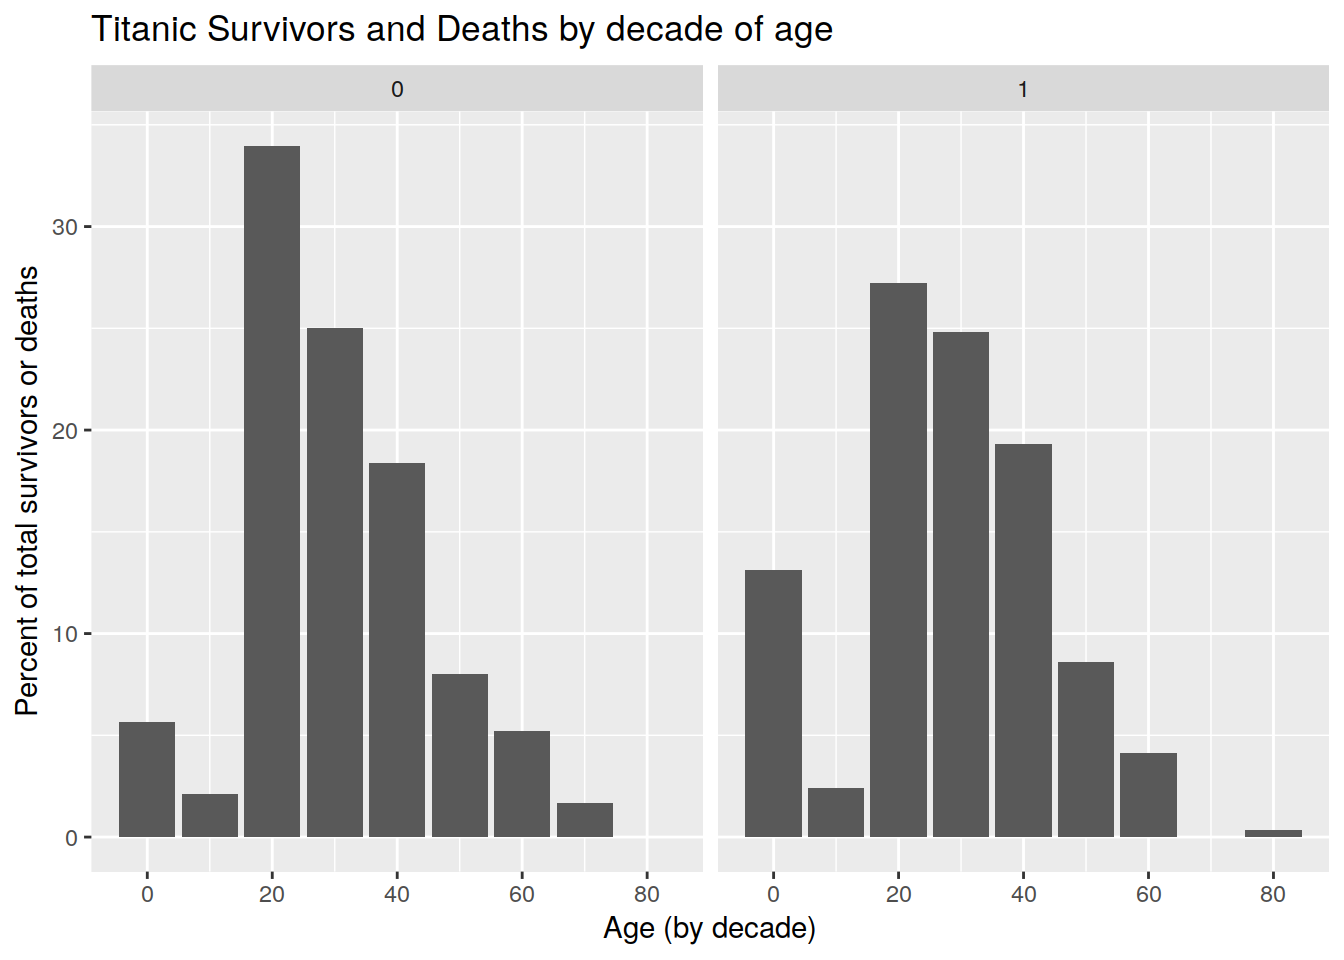 Titanic Survivors and Deaths by decade of age
0 1
Percent of total survivors or deaths
30
20
10
0
0 20 40 60 80 0 20 40 60 80
Age (by decade)